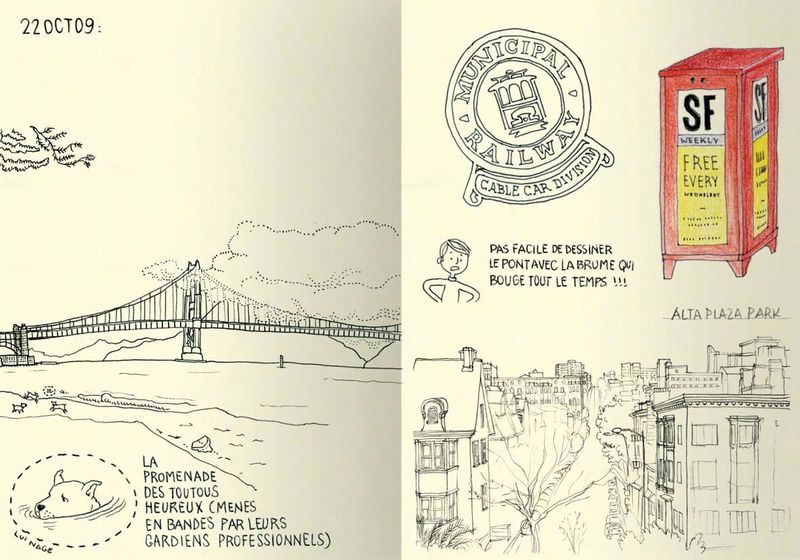 22OCT09:
LA
PROMENADE
DES TOUTOUS
HEUREUX (MENES
EN BANDES PAR LEURS
GARDIENS PROFESSIONNELS)
LUI NAGE
MUNICIPAL
RAILWAY
CABLE CAR DIVISION
SF
WEEKLY
FREE
EVERY
WEDNESDAY
SF
PAS FACILE DE DESSINER
LE PONT AVEC LA BRUME QUI
BOUGE TOUT LE TEMPS !!!
ALTA PLAZA PARK